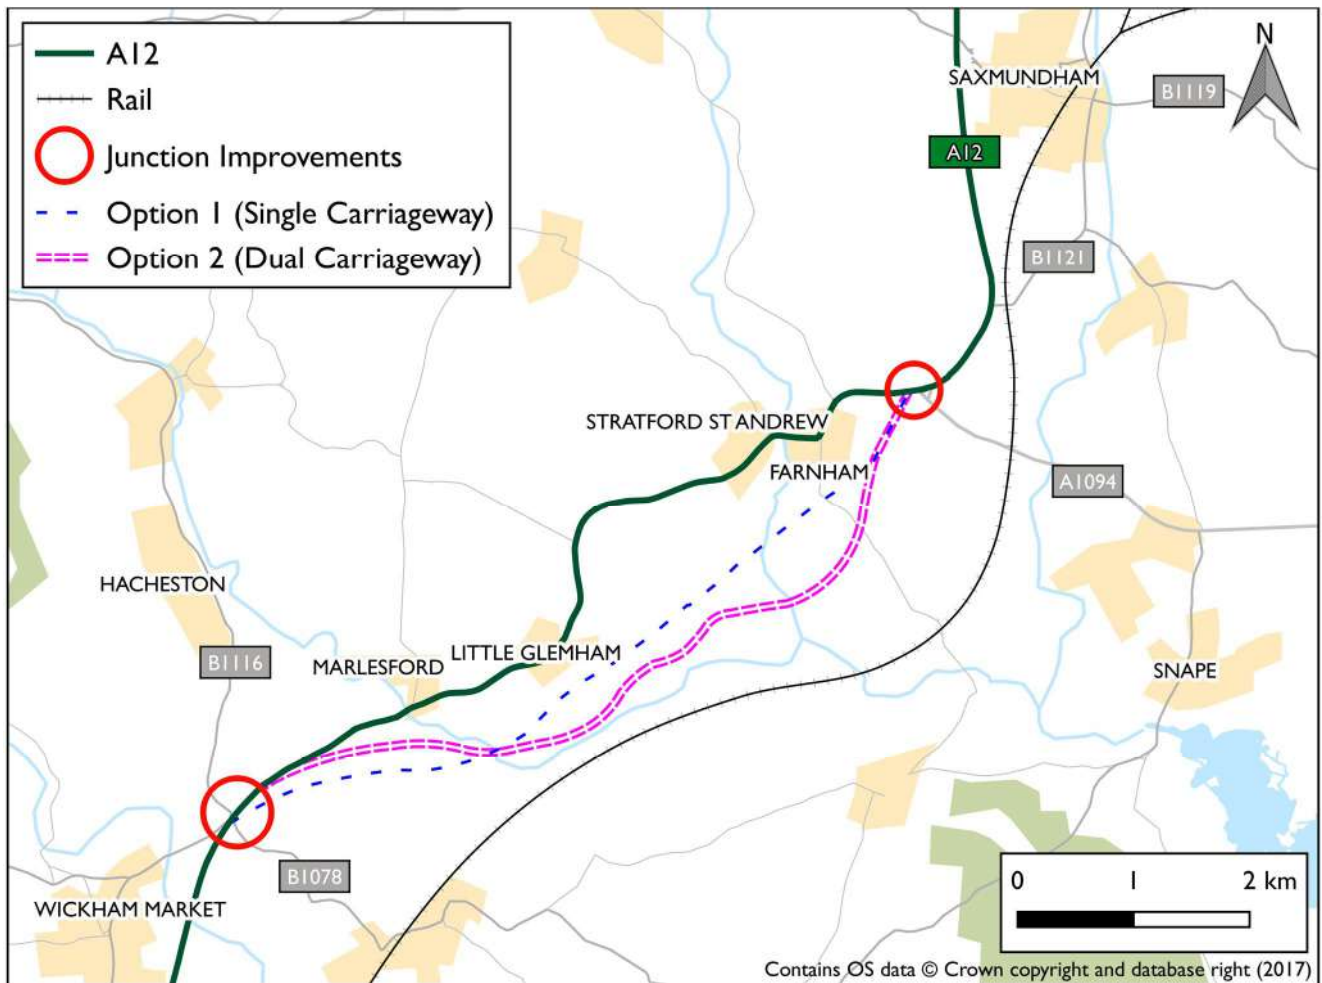 A12
Rail
Junction Improvements
Option 1 (Single Carriageway)
Option 2 (Dual Carriageway)
N
SAXMUNDHAM
B1119
A12
B1121
STRATFORD ST ANDREW
FARNHAM
A1094
HACHESTON
B1116
MARLESFORD
LITTLE GLEMHAM
SNAPE
B1078
WICKHAM MARKET
0 1 2 km
Contains OS data © Crown copyright and database right (2017)